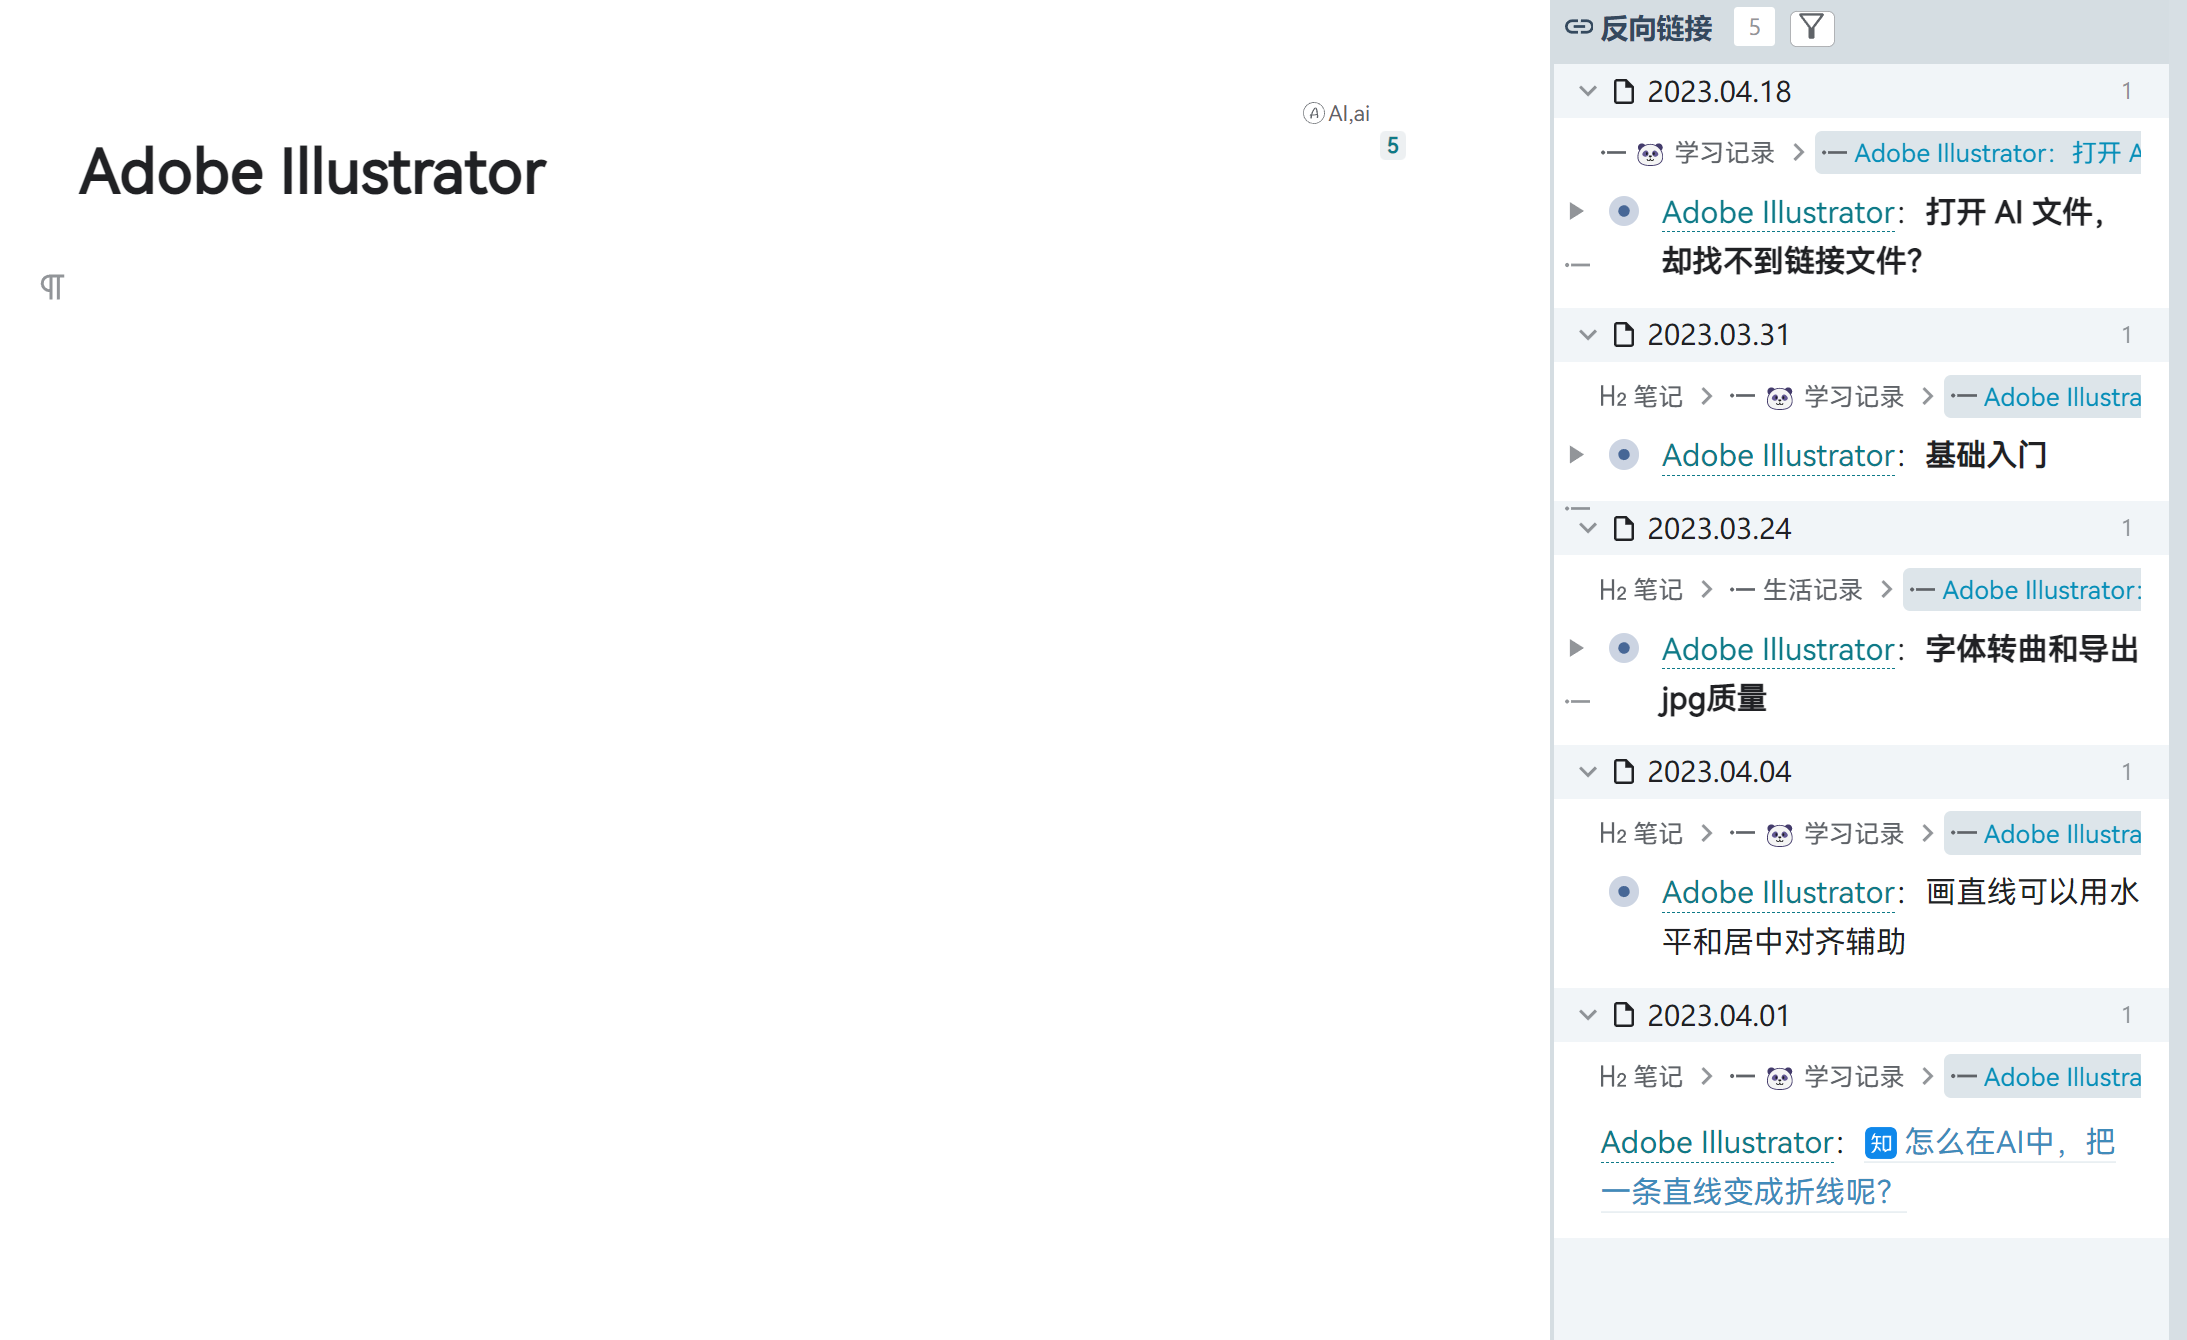 AI,ai
5
Adobe Illustrator
¶
反向链接 5
2023.04.18 1
学习记录 > Adobe Illustrator：打开 A
Adobe Illustrator：打开 AI 文件，
却找不到链接文件？
2023.03.31 1
H2 笔记 > 学习记录 > Adobe Illustra
Adobe Illustrator：基础入门
2023.03.24 1
H2 笔记 > 生活记录 > Adobe Illustrator：
Adobe Illustrator：字体转曲和导出
jpg质量
2023.04.04 1
H2 笔记 > 学习记录 > Adobe Illustra
Adobe Illustrator：画直线可以用水
平和居中对齐辅助
2023.04.01 1
H2 笔记 > 学习记录 > Adobe Illustra
Adobe Illustrator：知 怎么在AI中，把
一条直线变成折线呢？